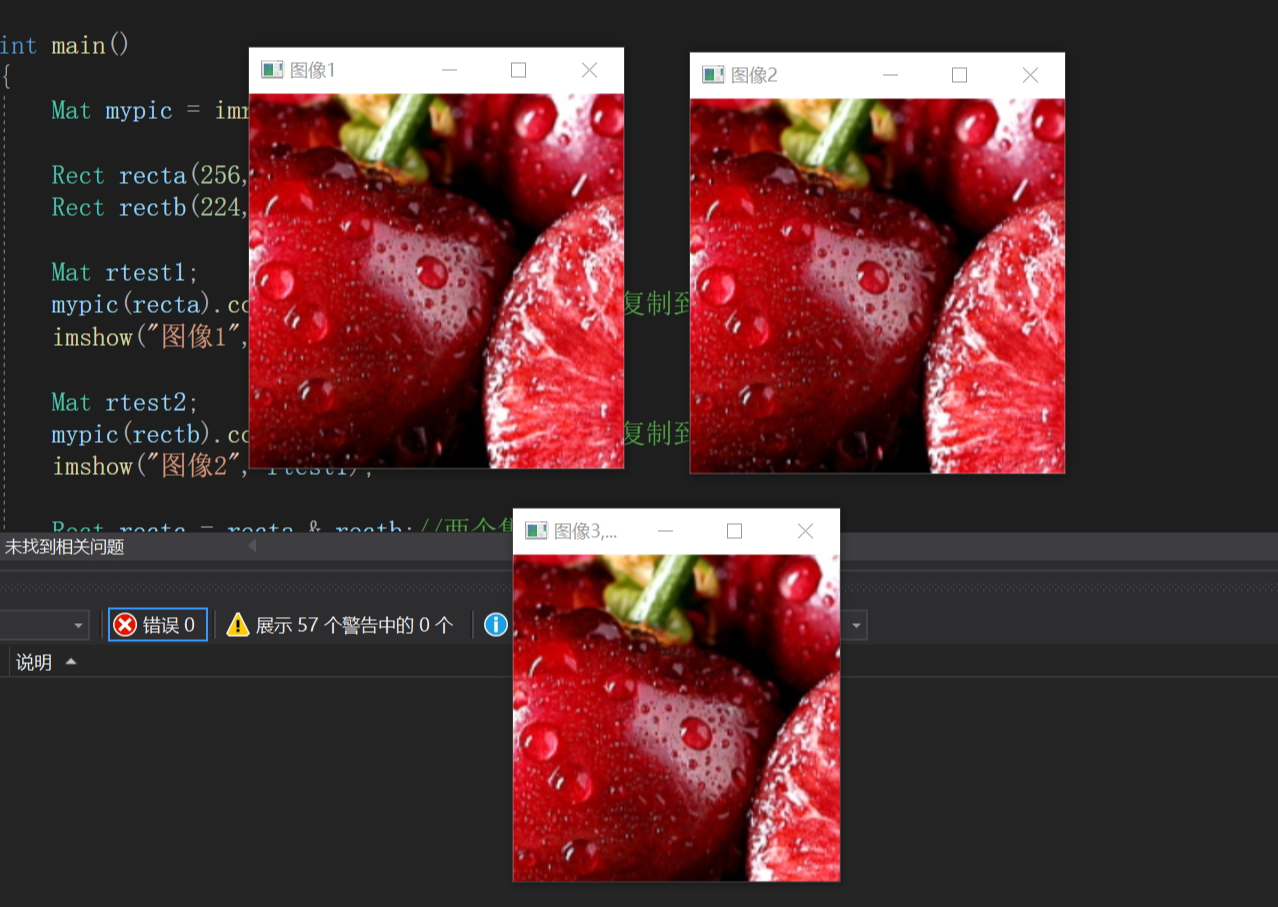 int main()
图像1
图像2
{
Mat mypic = imr
Rect recta(256,
Rect rectb(224,
Mat rtest1;
mypic(recta).co
复制到
imshow("图像1",
Mat rtest2;
mypic(rectb).co
复制到
imshow("图像2", rtest1);
Rect rectc = recta & rectb;//两个
图像3,...
未找到相关问题
错误 0
展示 57 个警告中的 0 个
说明